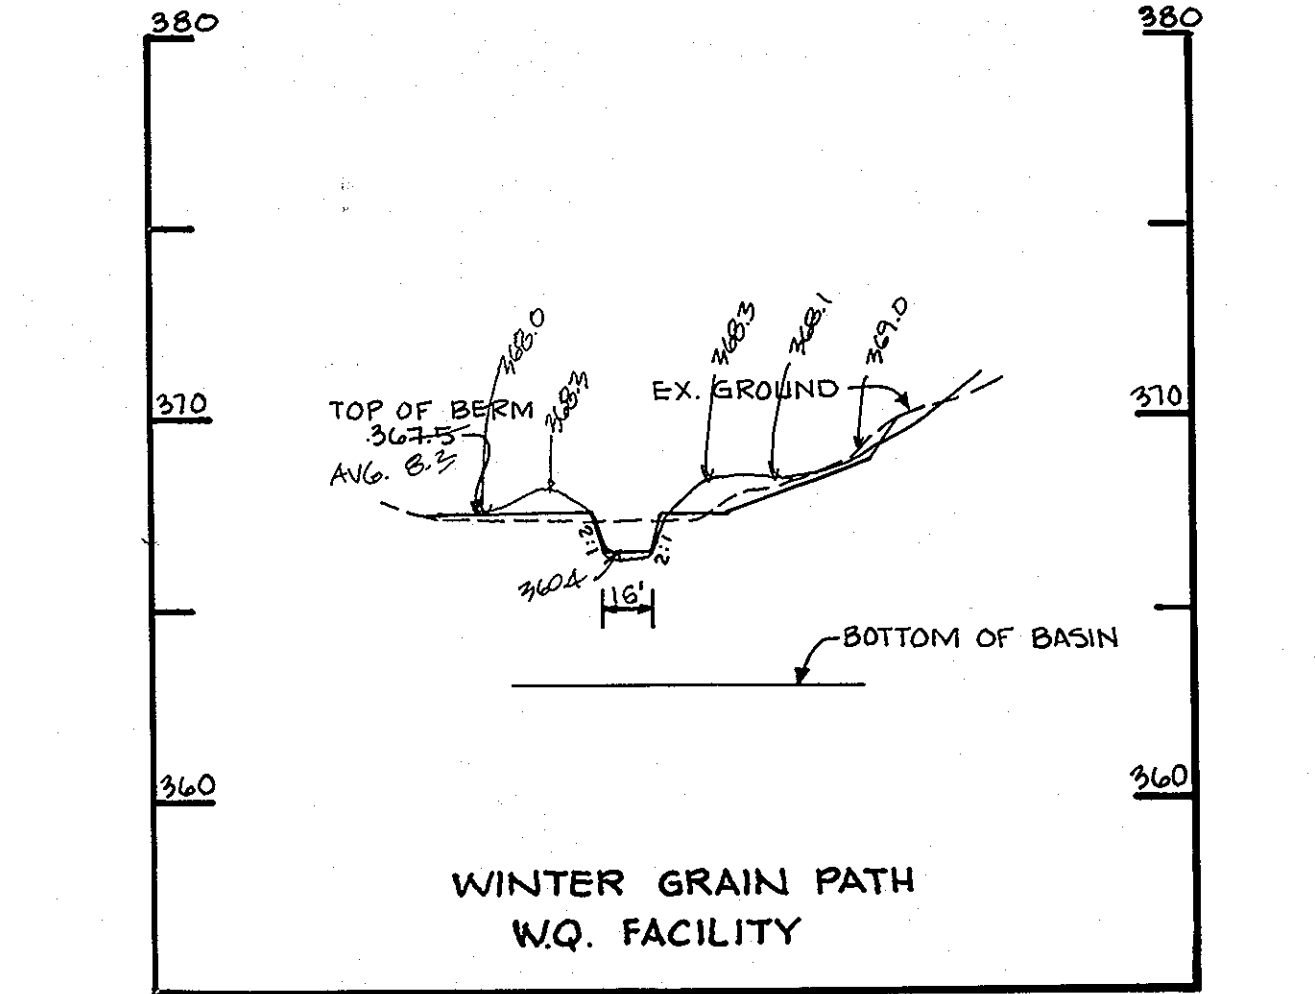 380
380
368.0
368.3
368.1
369.0
EX. GROUND
370
370
TOP OF BERM
367.5
368.3
AVG. 8.2
2:1
2:1
360.4
16'
BOTTOM OF BASIN
360
360
WINTER GRAIN PATH
W.Q. FACILITY